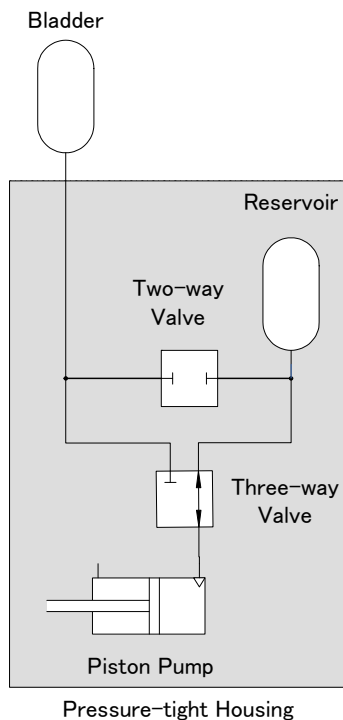 Bladder
Reservoir
Two-way
Valve
Three-way
Valve
Piston Pump
Pressure-tight Housing